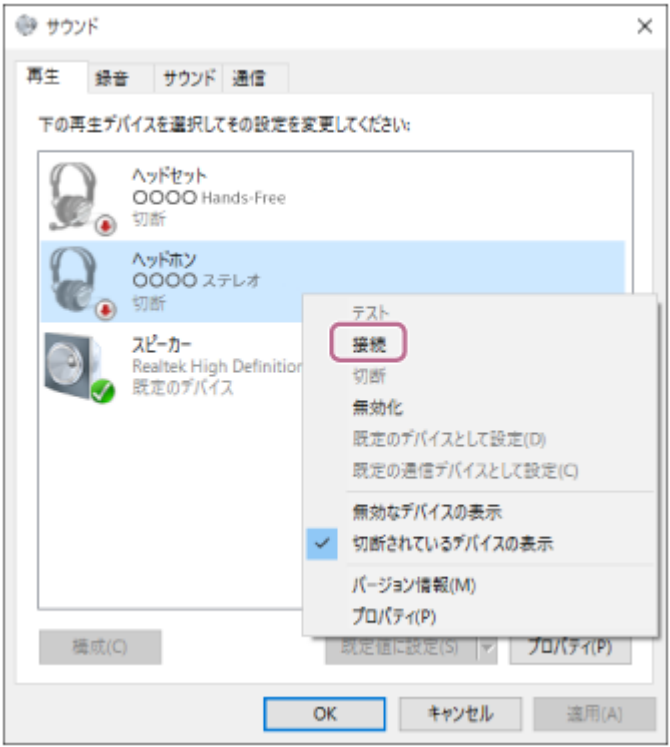 サウンド
再生 録音 サウンド 通信
下の再生デバイスを選択してその設定を変更してください:
ヘッドセット
〇〇〇〇 Hands-Free
切断
ヘッドホン
〇〇〇〇 ステレオ
切断
スピーカー
Realtek High Definition
既定のデバイス
テスト
接続
切断
無効化
既定のデバイスとして設定(D)
既定の通信デバイスとして設定(C)
無効なデバイスの表示
切断されているデバイスの表示
バージョン情報(M)
プロパティ(P)
構成(C) 既定値に設定(S) プロパティ(P)
OK キャンセル 適用(A)